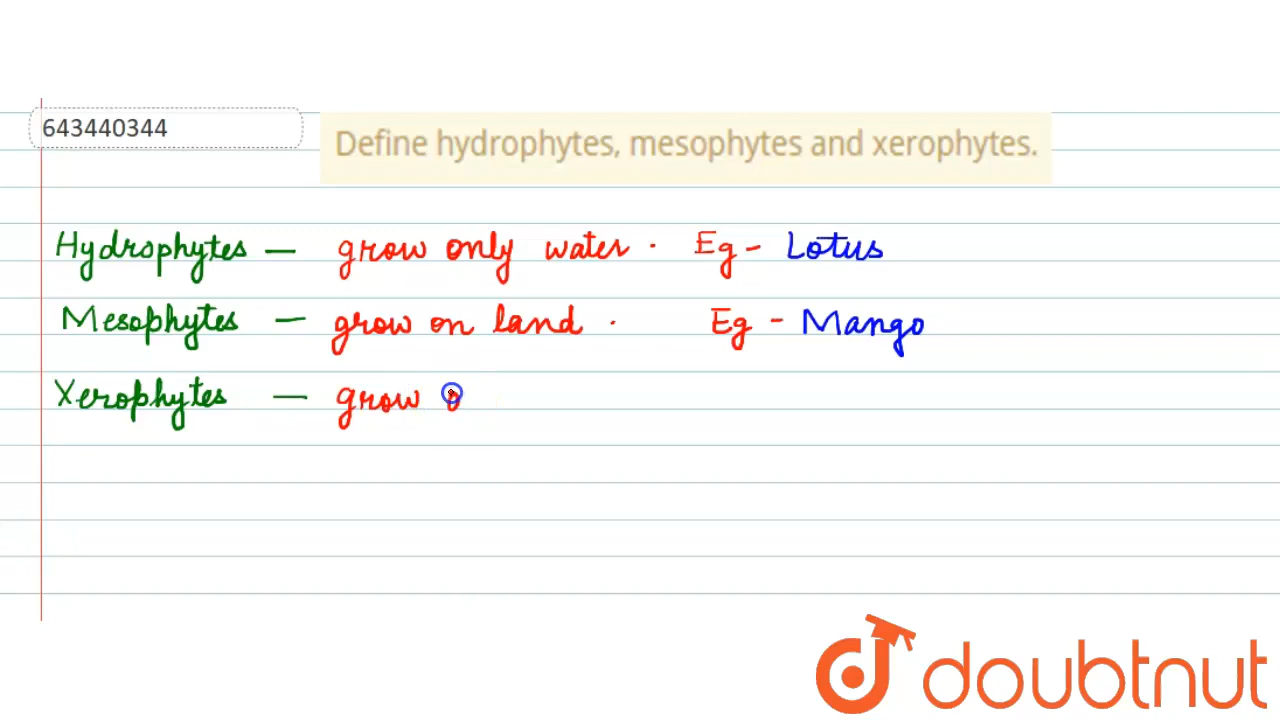 643440344
Define hydrophytes, mesophytes and xerophytes.
Hydrophytes — grow only water. Eg - Lotus
Mesophytes — grow on land. Eg - Mango
Xerophytes — grow o
doubtnut